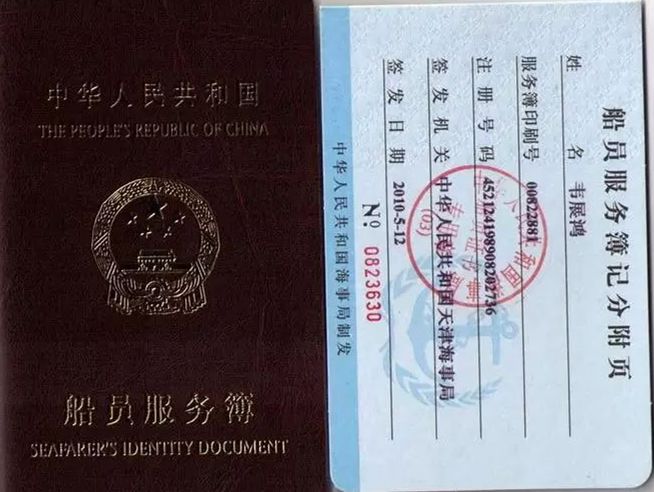 中华人民共和国
THE PEOPLE'S REPUBLIC OF CHINA
船员服务簿
SEAFARER'S IDENTITY DOCUMENT
船员服务簿记分附页
姓名 韦展鸿
服务簿印刷号 00822881
注册号码 452124198908202736
签发机关 中华人民共和国天津海事局
签发日期 2010-5-12
№ 0823630
中华人民共和国海事局制发
(03)